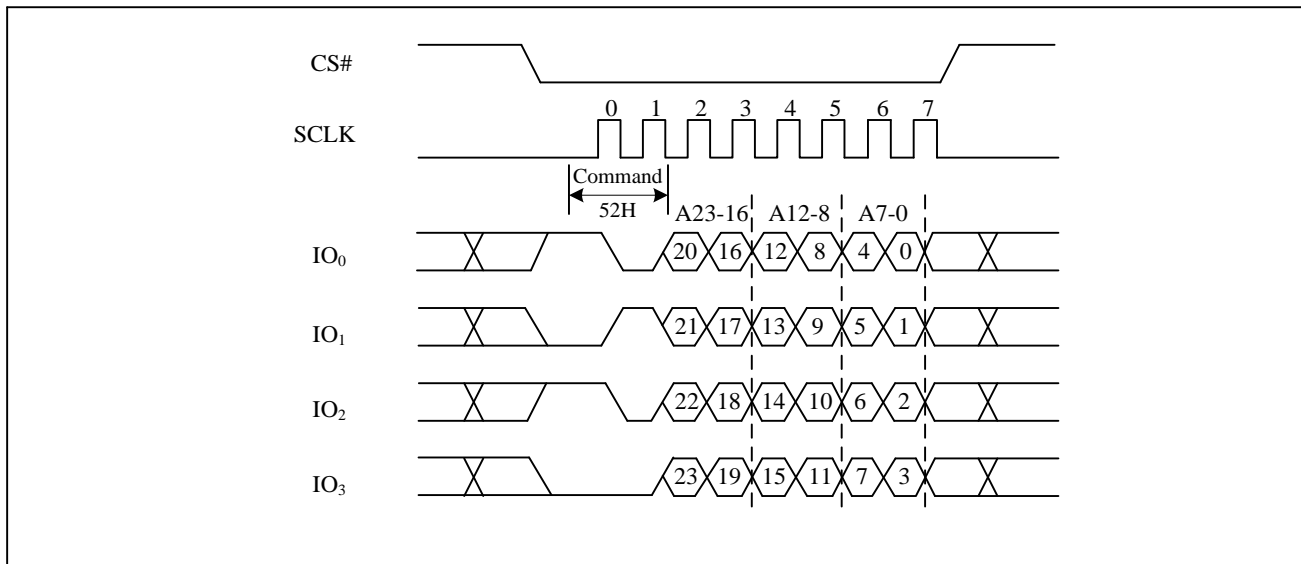 CS#
0 1 2 3 4 5 6 7
SCLK
Command
52H
A23-16 A12-8 A7-0
IO₀ 20 16 12 8 4 0
IO₁ 21 17 13 9 5 1
IO₂ 22 18 14 10 6 2
IO₃ 23 19 15 11 7 3